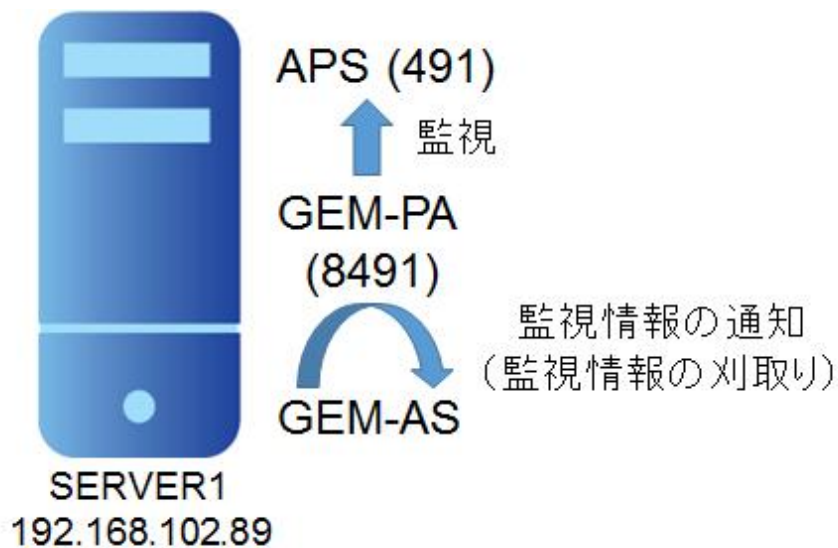 APS (491)
監視
GEM-PA
(8491)
監視情報の通知
（監視情報の刈取り）
GEM-AS
SERVER1
192.168.102.89